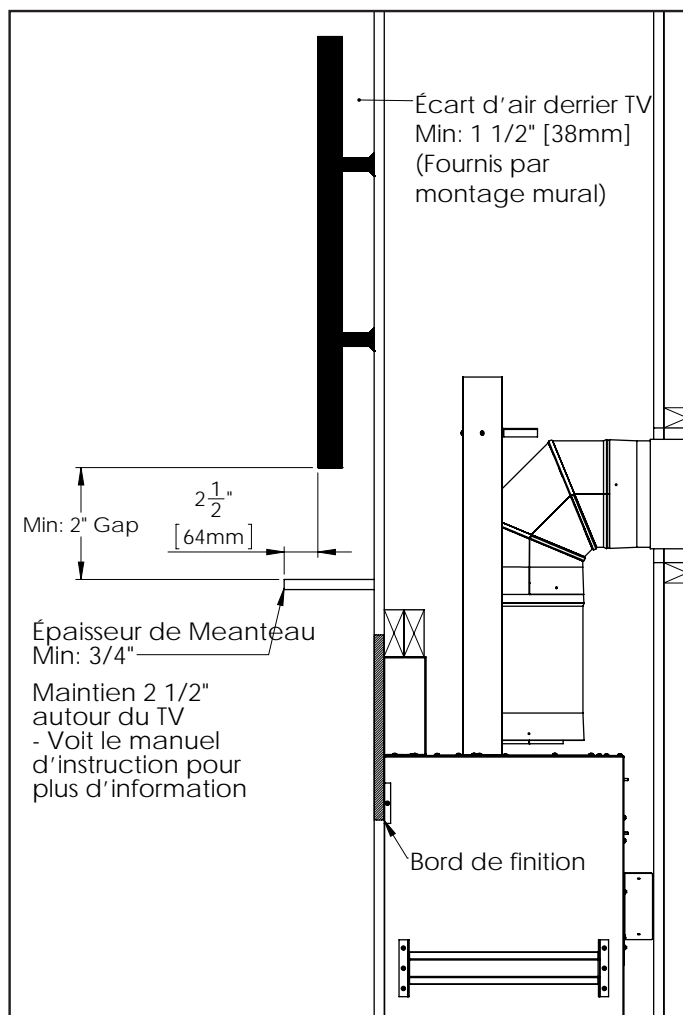 Écart d'air derrier TV
Min: 1 1/2" [38mm]
(Fournis par
montage mural)
2 1/2"
[64mm]
Min: 2" Gap
Épaisseur de Meanteau
Min: 3/4"
Maintien 2 1/2"
autour du TV
- Voit le manuel
d'instruction pour
plus d'information
Bord de finition